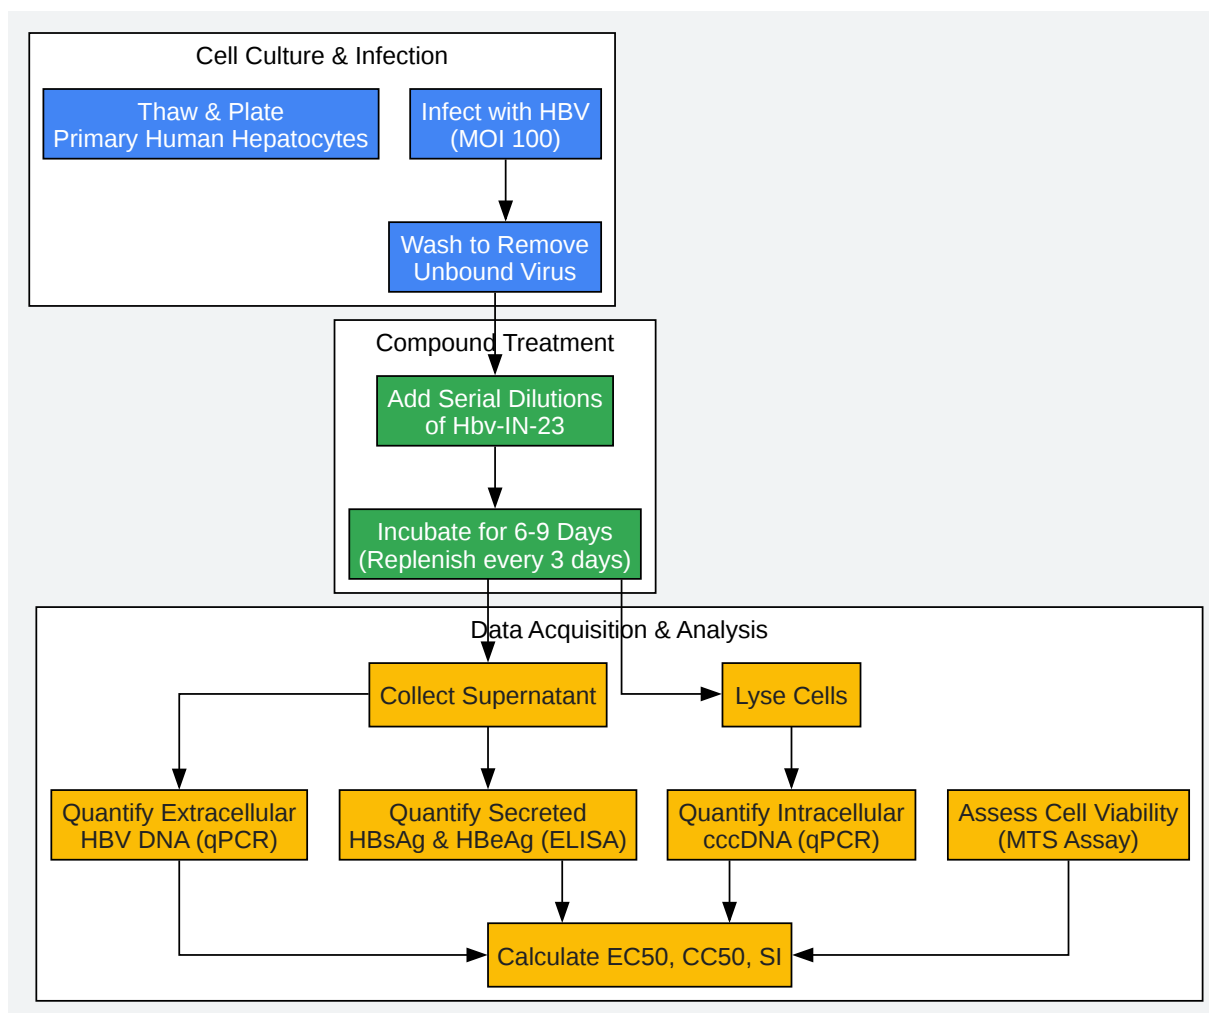 Cell Culture & Infection
Thaw & Plate
Primary Human Hepatocytes
Infect with HBV
(MOI 100)
Wash to Remove
Unbound Virus
Compound Treatment
Add Serial Dilutions
of Hbv-IN-23
Incubate for 6-9 Days
(Replenish every 3 days)
Data Acquisition & Analysis
Collect Supernatant
Lyse Cells
Quantify Extracellular
HBV DNA (qPCR)
Quantify Secreted
HBsAg & HBeAg (ELISA)
Quantify Intracellular
cccDNA (qPCR)
Assess Cell Viability
(MTS Assay)
Calculate EC50, CC50, SI